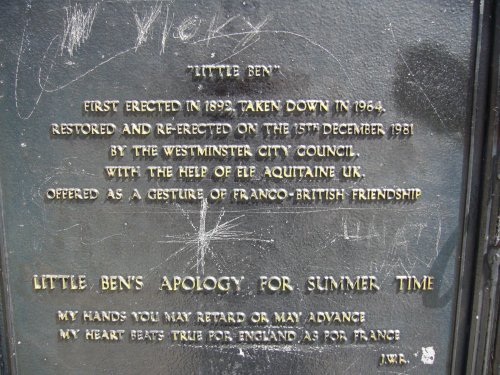 VICKY
"LITTLE BEN"
FIRST ERECTED IN 1892, TAKEN DOWN IN 1964,
RESTORED AND RE-ERECTED ON THE 15TH DECEMBER 1981
BY THE WESTMINSTER CITY COUNCIL,
WITH THE HELP OF ELF AQUITAINE UK.
OFFERED AS A GESTURE OF FRANCO-BRITISH FRIENDSHIP
LITTLE BEN'S APOLOGY FOR SUMMER TIME
MY HANDS YOU MAY RETARD OR MAY ADVANCE
MY HEART BEATS TRUE FOR ENGLAND AS FOR FRANCE
J.W.R.